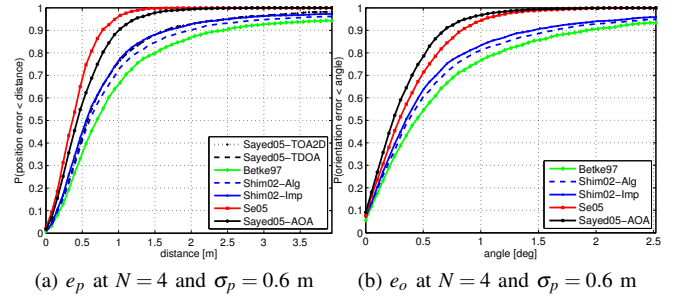 P(position error < distance)
1
0.9
0.8
0.7
0.6
0.5
0.4
0.3
0.2
0.1
0
0 0.5 1 1.5 2 2.5 3 3.5
distance [m]
Sayed05−TOA2D
Sayed05−TDOA
Betke97
Shim02−Alg
Shim02−Imp
Se05
Sayed05−AOA
(a) e_p at N = 4 and σ_p = 0.6 m
P(orientation error < angle)
1
0.9
0.8
0.7
0.6
0.5
0.4
0.3
0.2
0.1
0
0 0.5 1 1.5 2 2.5
angle [deg]
Betke97
Shim02−Alg
Shim02−Imp
Se05
Sayed05−AOA
(b) e_o at N = 4 and σ_p = 0.6 m